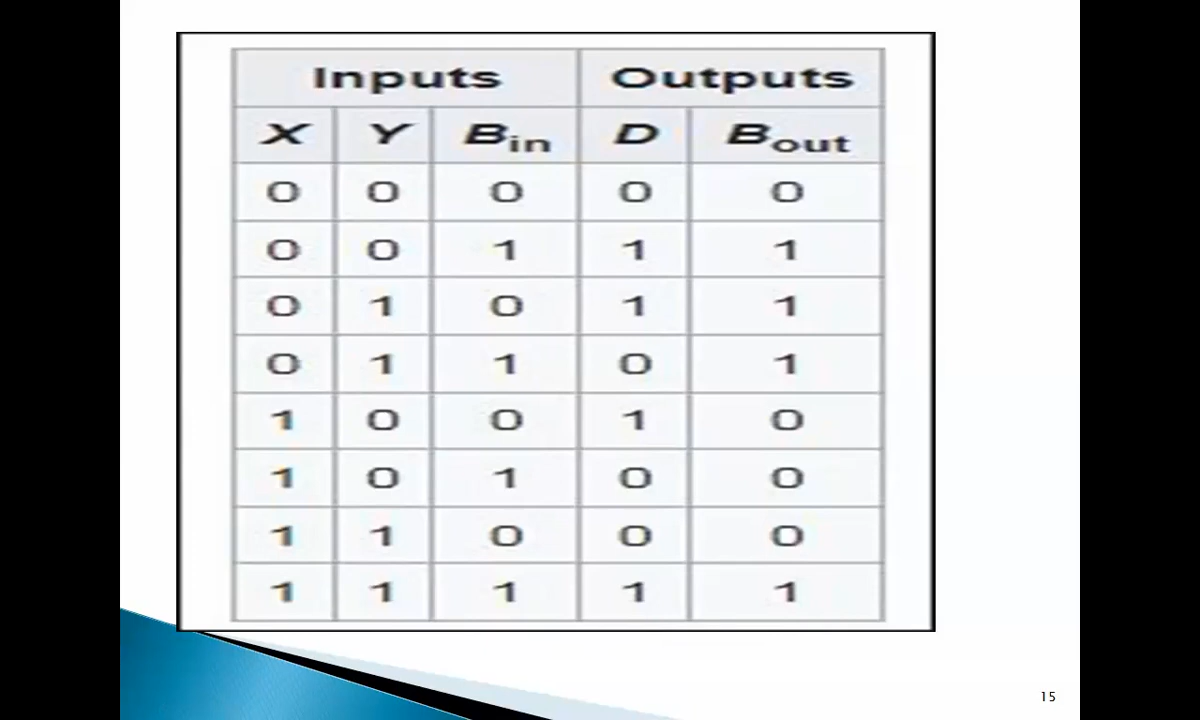 Inputs Outputs
X Y Bin D Bout
0 0 0 0 0
0 0 1 1 1
0 1 0 1 1
0 1 1 0 1
1 0 0 1 0
1 0 1 0 0
1 1 0 0 0
1 1 1 1 1
15